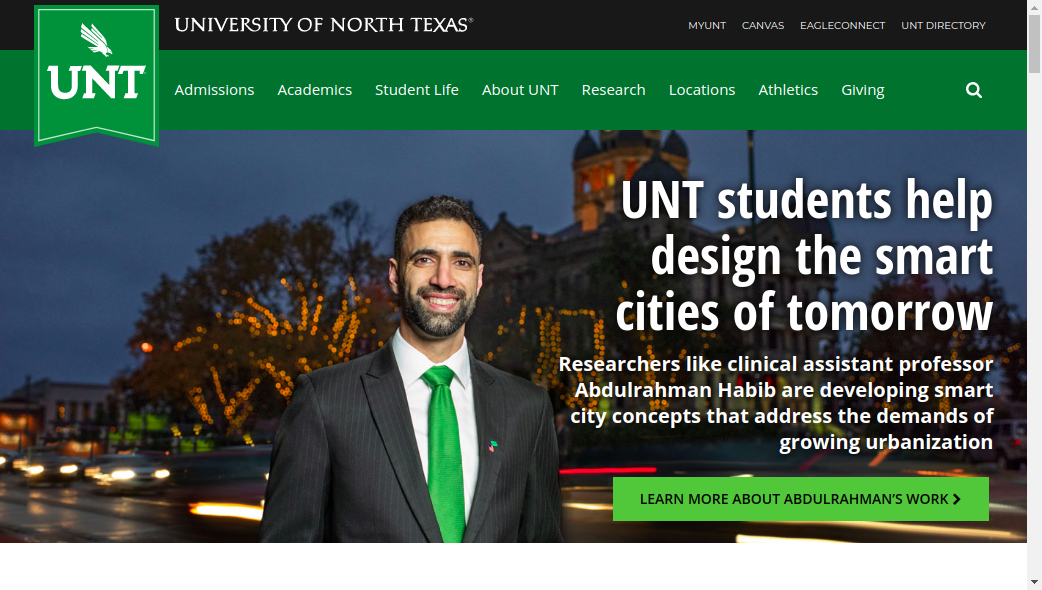 UNIVERSITY OF NORTH TEXAS®
MYUNT CANVAS EAGLECONNECT UNT DIRECTORY
UNT
Admissions Academics Student Life About UNT Research Locations Athletics Giving
UNT students help
design the smart
cities of tomorrow
Researchers like clinical assistant professor
Abdulrahman Habib are developing smart
city concepts that address the demands of
growing urbanization
LEARN MORE ABOUT ABDULRAHMAN'S WORK